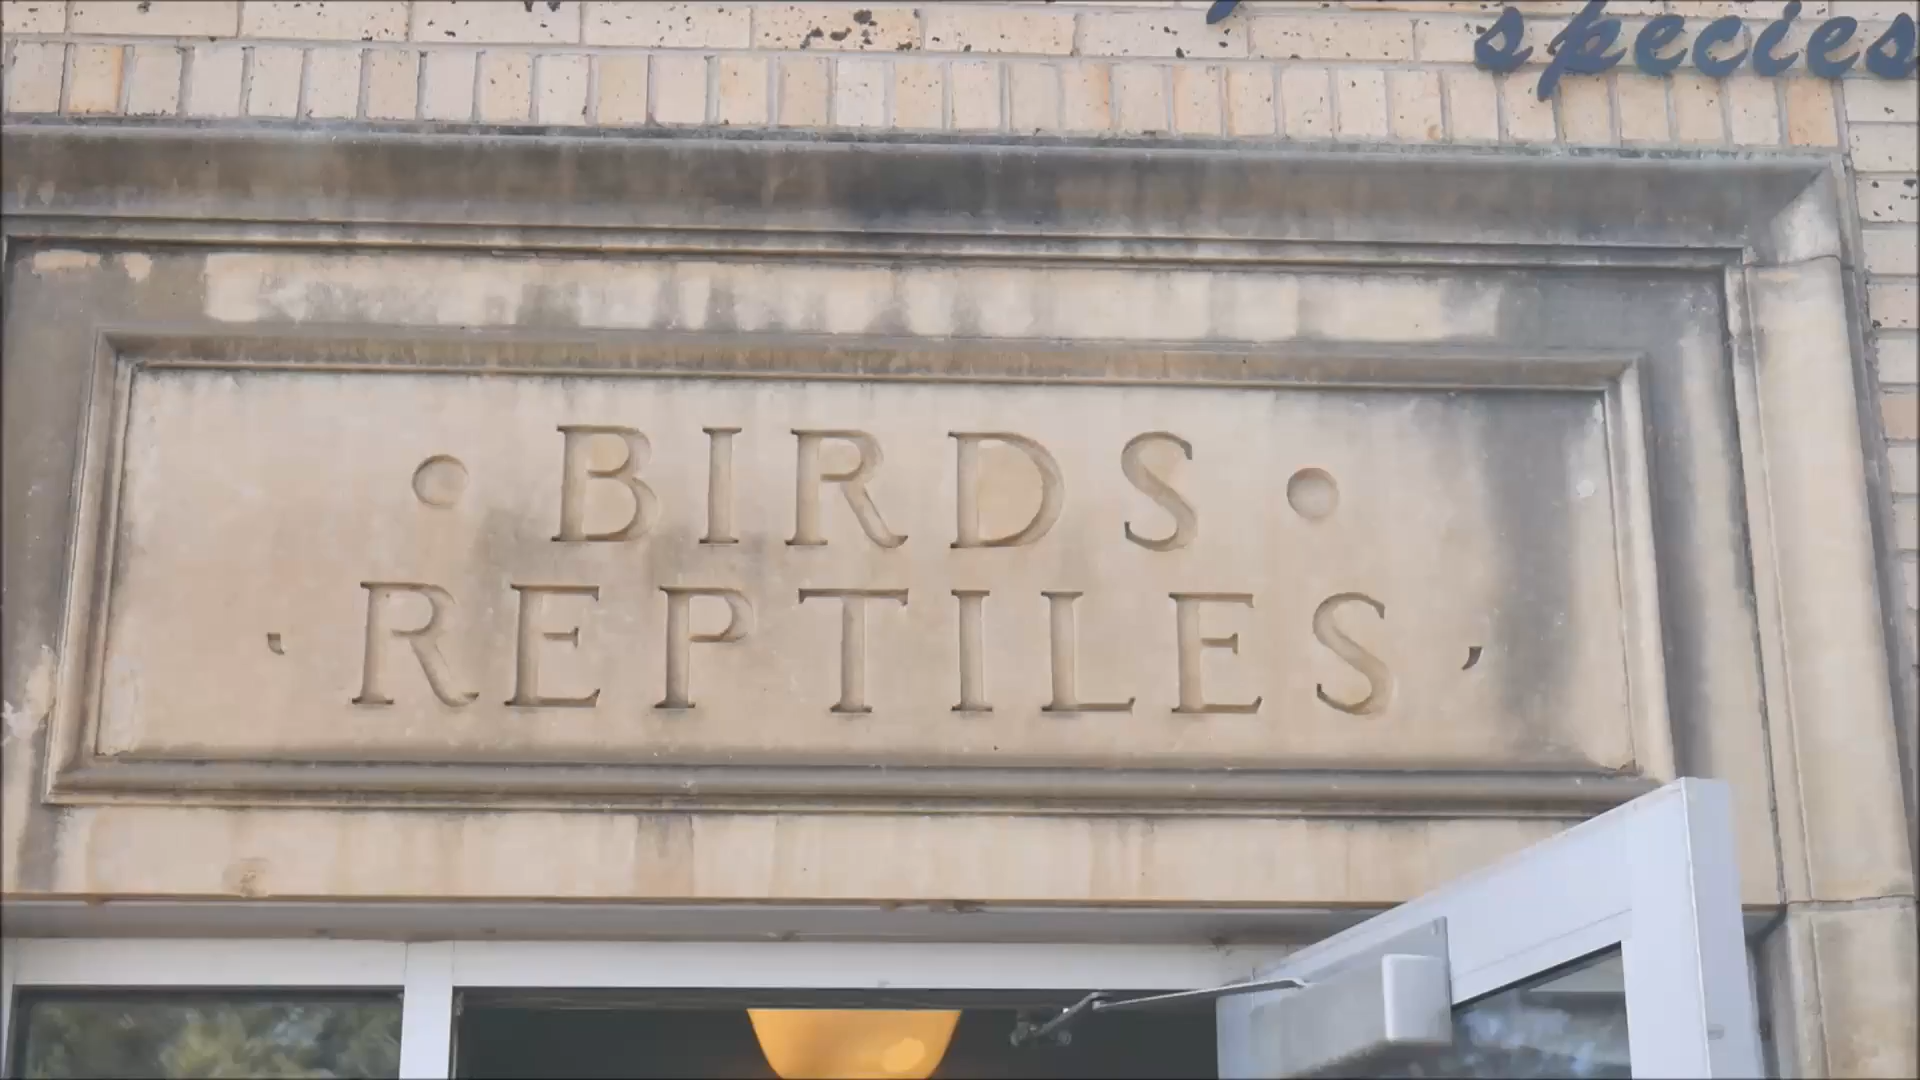 species
• BIRDS •
‘ REPTILES ’